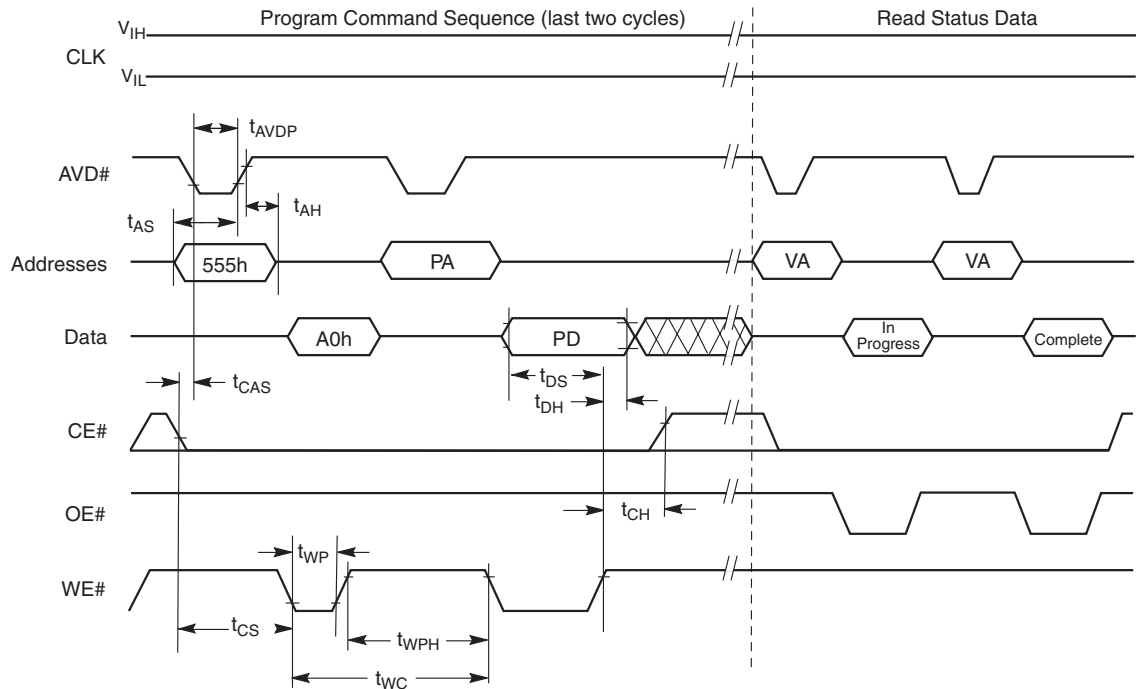 Program Command Sequence (last two cycles)
Read Status Data
VIH
CLK
VIL
tAVDP
AVD#
tAS
tAH
Addresses
555h
PA
VA
VA
Data
A0h
PD
In
Progress
Complete
tCAS
tDS
tDH
CE#
OE#
tCH
tWP
WE#
tCS
tWPH
tWC